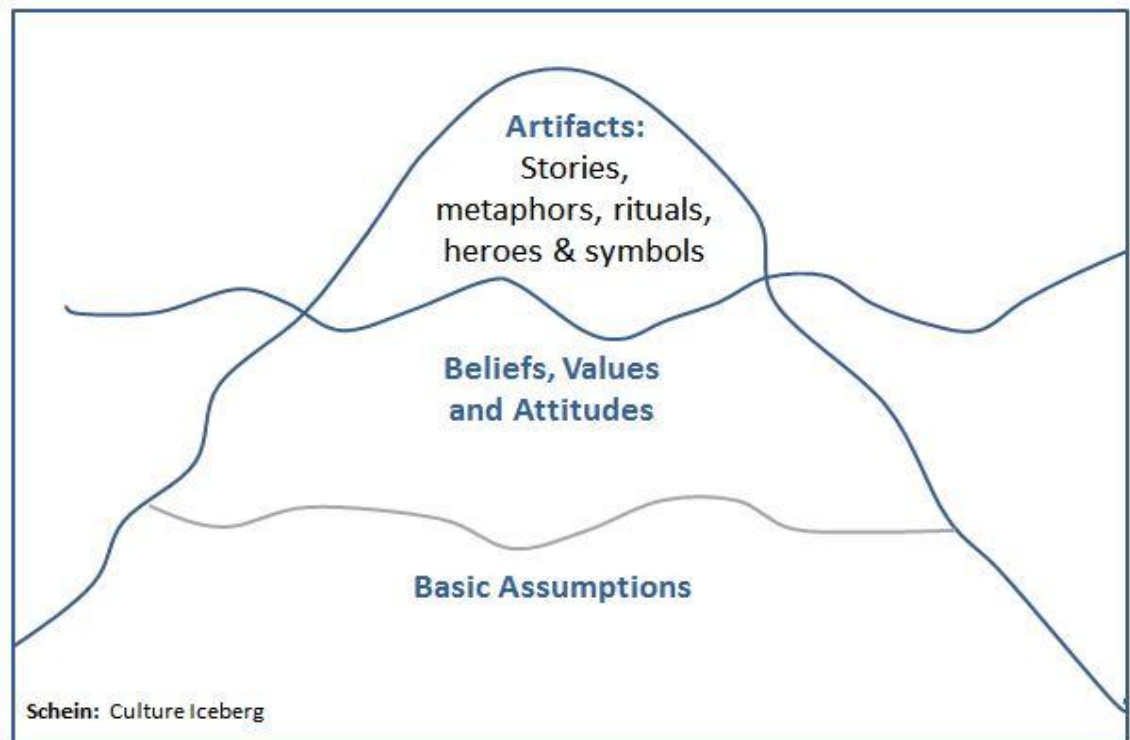 Artifacts:
Stories,
metaphors, rituals,
heroes & symbols
Beliefs, Values
and Attitudes
Basic Assumptions
Schein: Culture Iceberg